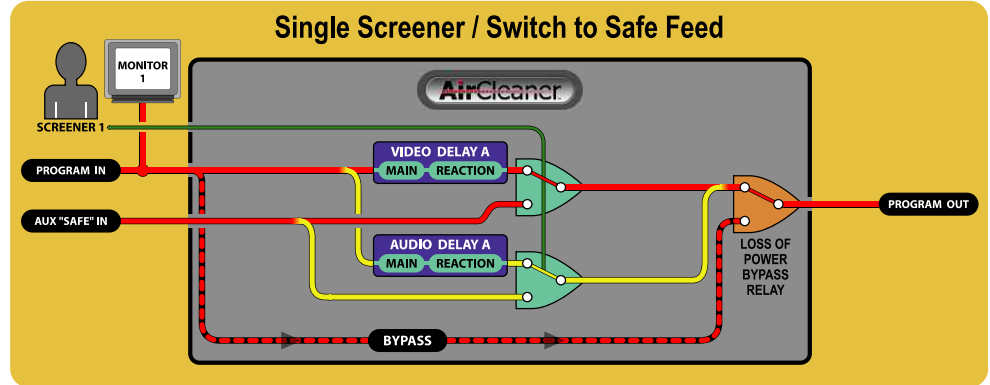 Single Screener / Switch to Safe Feed
MONITOR
1
AirCleaner
SCREENER 1
VIDEO DELAY A
MAIN
REACTION
PROGRAM IN
AUX "SAFE" IN
PROGRAM OUT
AUDIO DELAY A
MAIN
REACTION
LOSS OF
POWER
BYPASS
RELAY
BYPASS